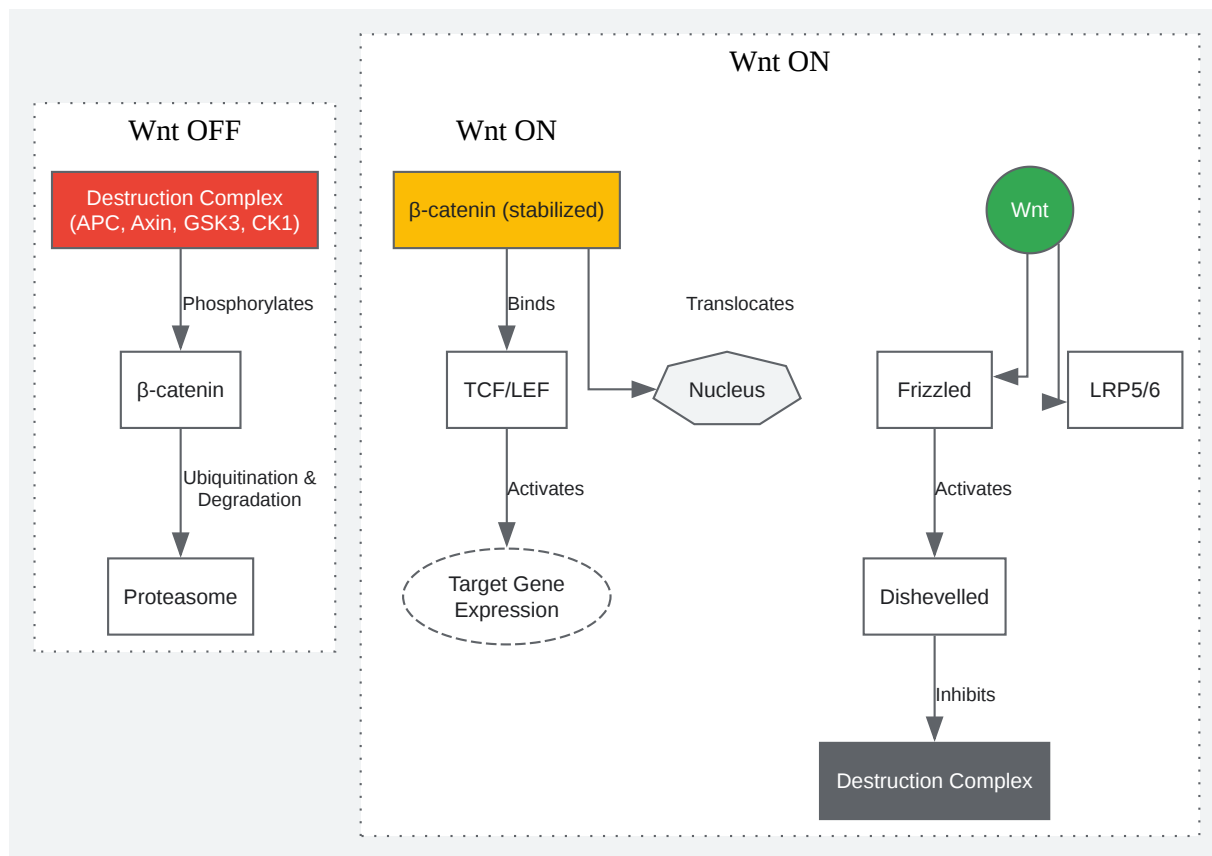 Wnt ON
Wnt OFF
Wnt ON
Destruction Complex
(APC, Axin, GSK3, CK1)
β-catenin (stabilized)
Wnt
Phosphorylates
Binds
Translocates
β-catenin
TCF/LEF
Nucleus
Frizzled
LRP5/6
Ubiquitination &
Degradation
Activates
Activates
Proteasome
Target Gene
Expression
Dishevelled
Inhibits
Destruction Complex